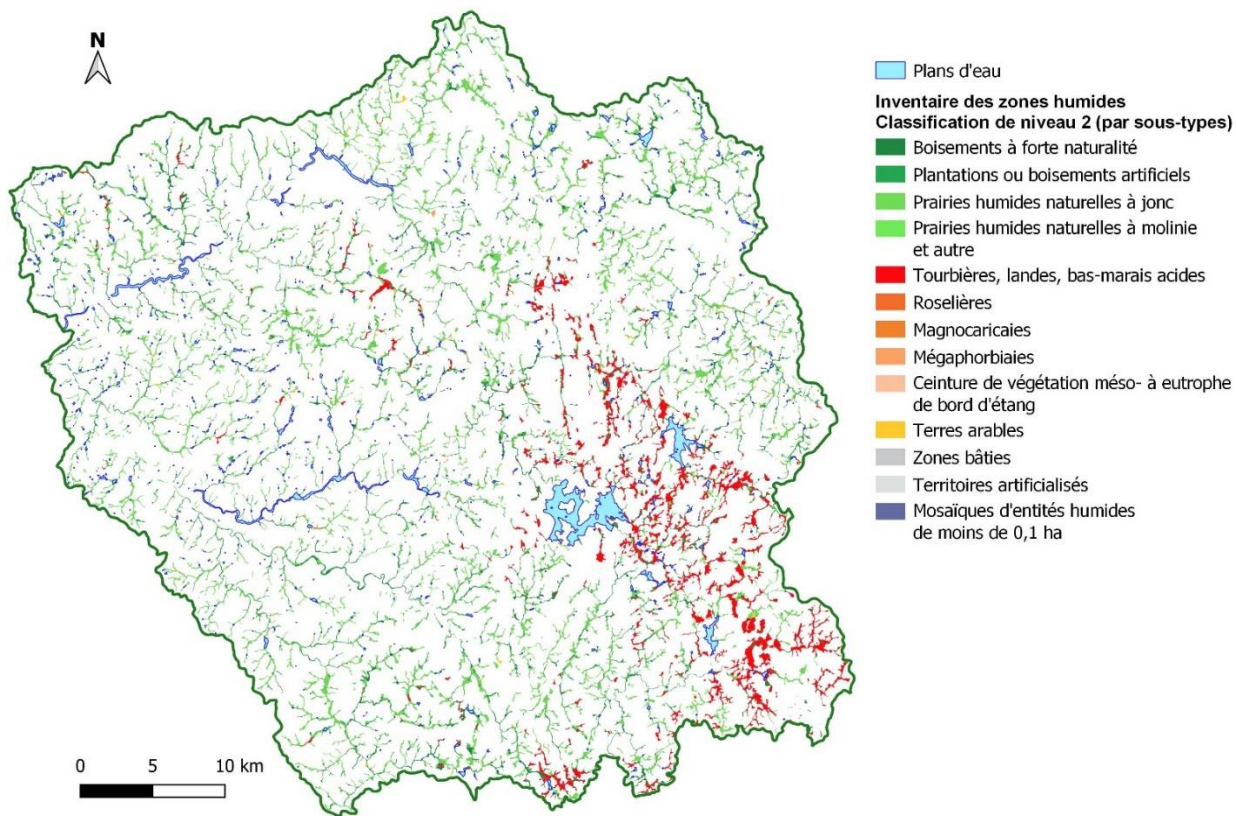 N
Plans d'eau
Inventaire des zones humides
Classification de niveau 2 (par sous-types)
Boisements à forte naturalité
Plantations ou boisements artificiels
Prairies humides naturelles à jonc
Prairies humides naturelles à molinie
et autre
Tourbières, landes, bas-marais acides
Roselières
Magnocaricaies
Mégaphorbiaies
Ceinture de végétation méso- à eutrophe
de bord d'étang
Terres arables
Zones bâties
Territoires artificialisés
Mosaïques d'entités humides
de moins de 0,1 ha
0 5 10 km